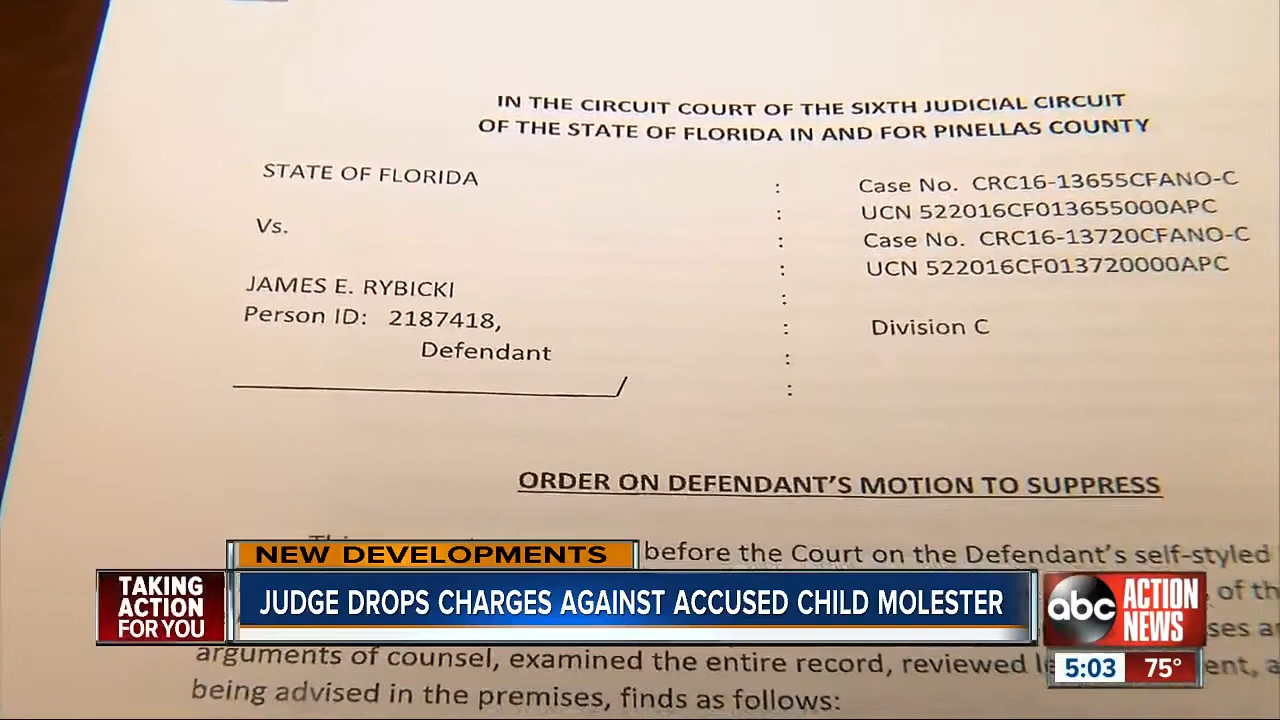 IN THE CIRCUIT COURT OF THE SIXTH JUDICIAL CIRCUIT
OF THE STATE OF FLORIDA IN AND FOR PINELLAS COUNTY
STATE OF FLORIDA : Case No. CRC16-13655CFANO-C
: UCN 522016CF013655000APC
Vs. : Case No. CRC16-13720CFANO-C
: UCN 522016CF013720000APC
JAMES E. RYBICKI :
Person ID: 2187418, : Division C
Defendant :
/ :
ORDER ON DEFENDANT'S MOTION TO SUPPRESS
before the Court on the Defendant's self-styled
of th
arguments of counsel, examined the entire record, reviewed
being advised in the premises, finds as follows:
NEW DEVELOPMENTS
TAKING ACTION FOR YOU
JUDGE DROPS CHARGES AGAINST ACCUSED CHILD MOLESTER
abc ACTION NEWS
5:03 75°